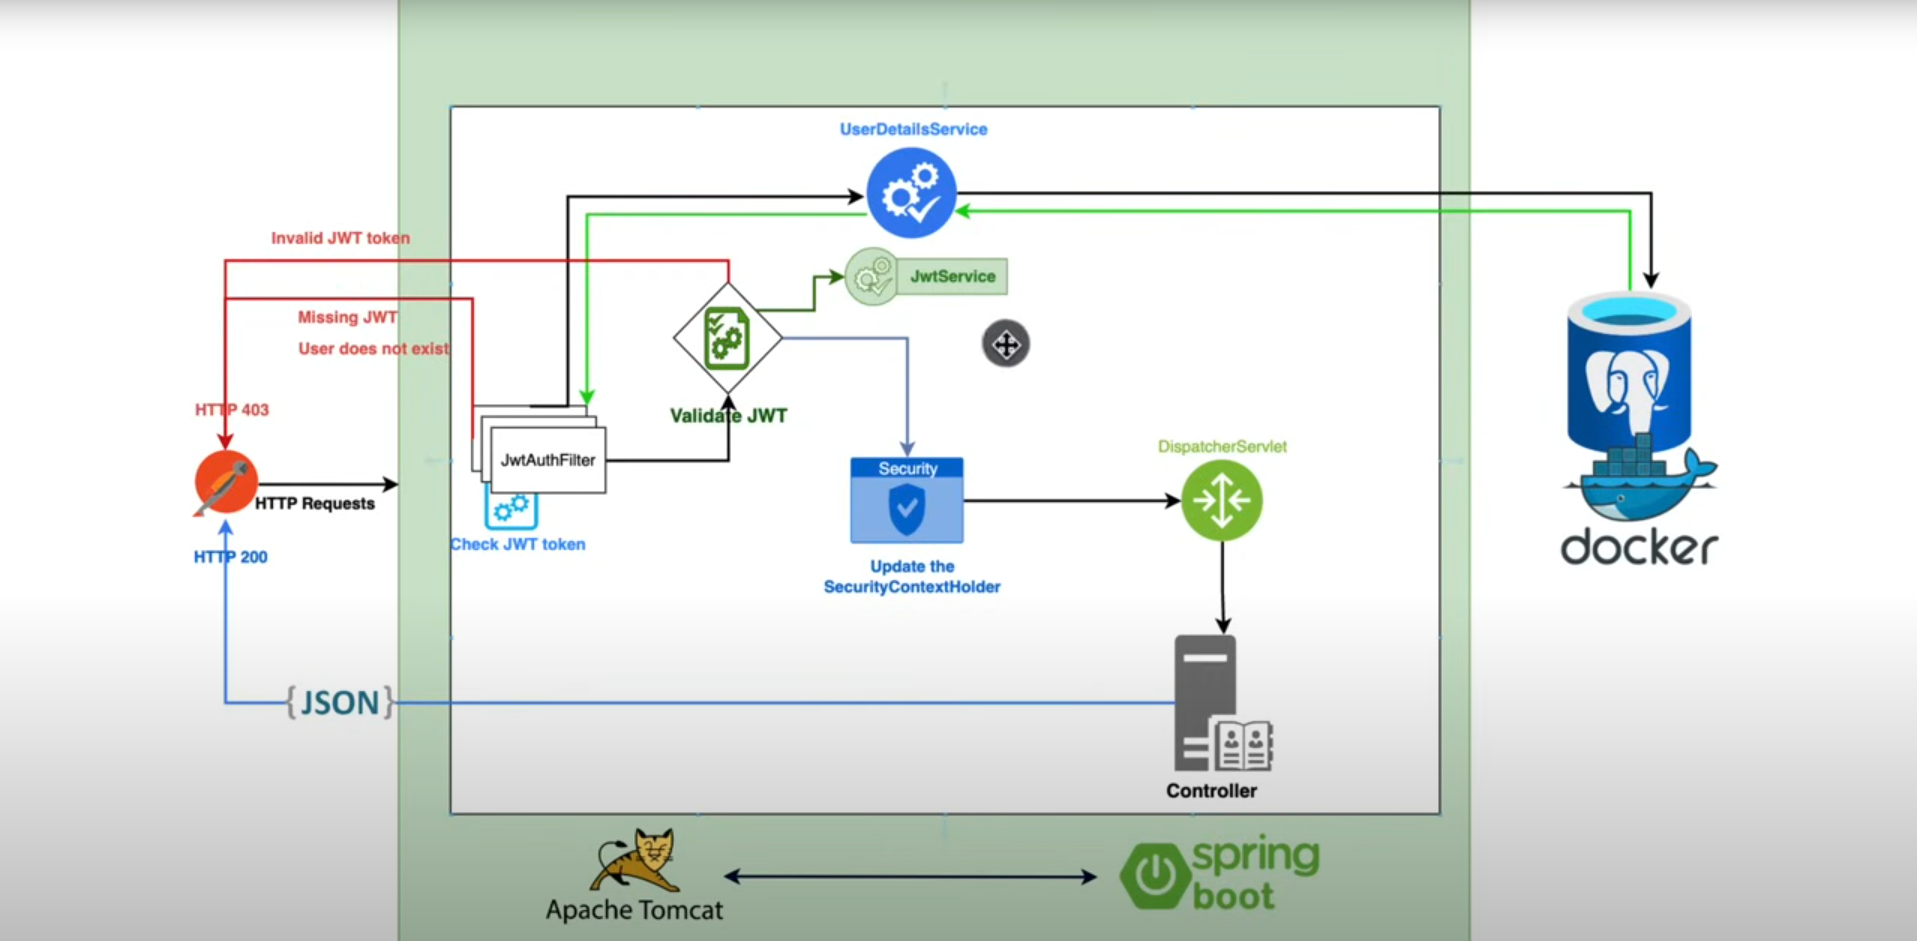 UserDetailsService
Invalid JWT token
JwtService
Missing JWT
User does not exist
HTTP 403
Validate JWT
JwtAuthFilter
HTTP Requests
Check JWT token
HTTP 200
Security
Update the
SecurityContextHolder
DispatcherServlet
docker
{JSON}
Controller
Apache Tomcat
spring
boot